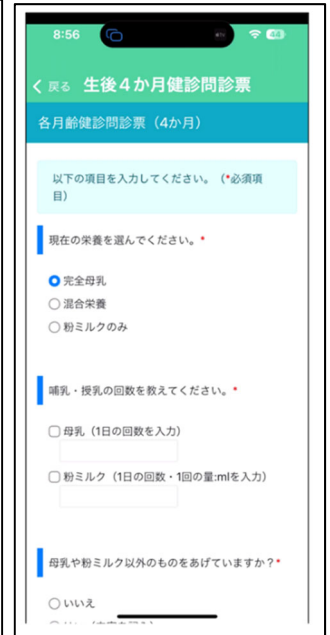 8:56
43
戻る 生後４か月健診問診票
各月齢健診問診票（4か月）
以下の項目を入力してください。（*必須項
目）
現在の栄養を選んでください。*
完全母乳
混合栄養
粉ミルクのみ
哺乳・授乳の回数を教えてください。*
母乳（1日の回数を入力）
粉ミルク（1日の回数・1回の量:mlを入力）
母乳や粉ミルク以外のものをあげていますか？*
いいえ